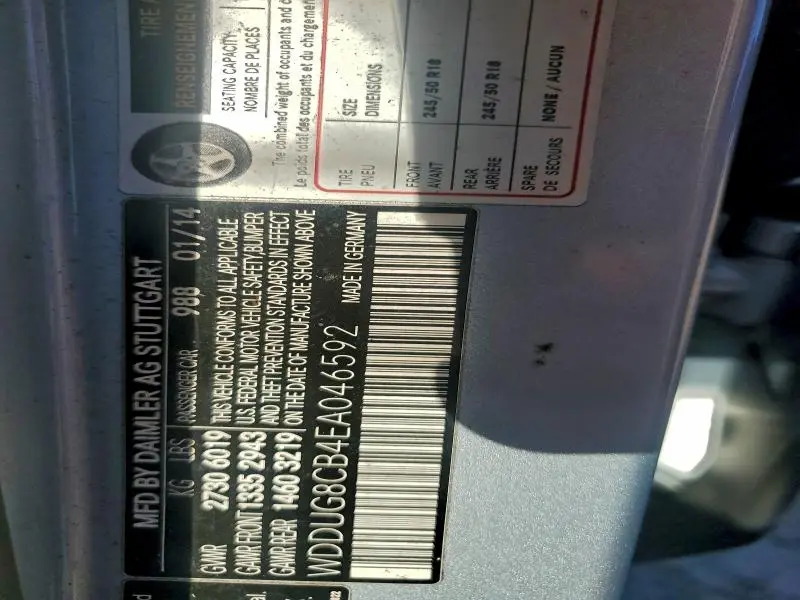 MFD BY DAIMLER AG STUTTGART
KG LBS PASSENGER CAR 988 01/14
GVWR 2730 6019 THIS VEHICLE CONFORMS TO ALL APPLICABLE
GAWR FRONT 1335 2943 U.S. FEDERAL MOTOR VEHICLE SAFETY, BUMPER
GAWR REAR 1460 3219 AND THEFT PREVENTION STANDARDS IN EFFECT
ON THE DATE OF MANUFACTURE SHOWN ABOVE
WDDUG8CB4EA046592 MADE IN GERMANY
TIRE
RENSEIGNEMENT
SEATING CAPACITY
NOMBRE DE PLACES
The combined weight of occupants and
Le poids total des occupants et du chargement
TIRE SIZE
PNEU DIMENSIONS
FRONT 245/50 R18
AVANT
REAR 245/50 R18
ARRIÈRE
SPARE NONE / AUCUN
DE SECOURS